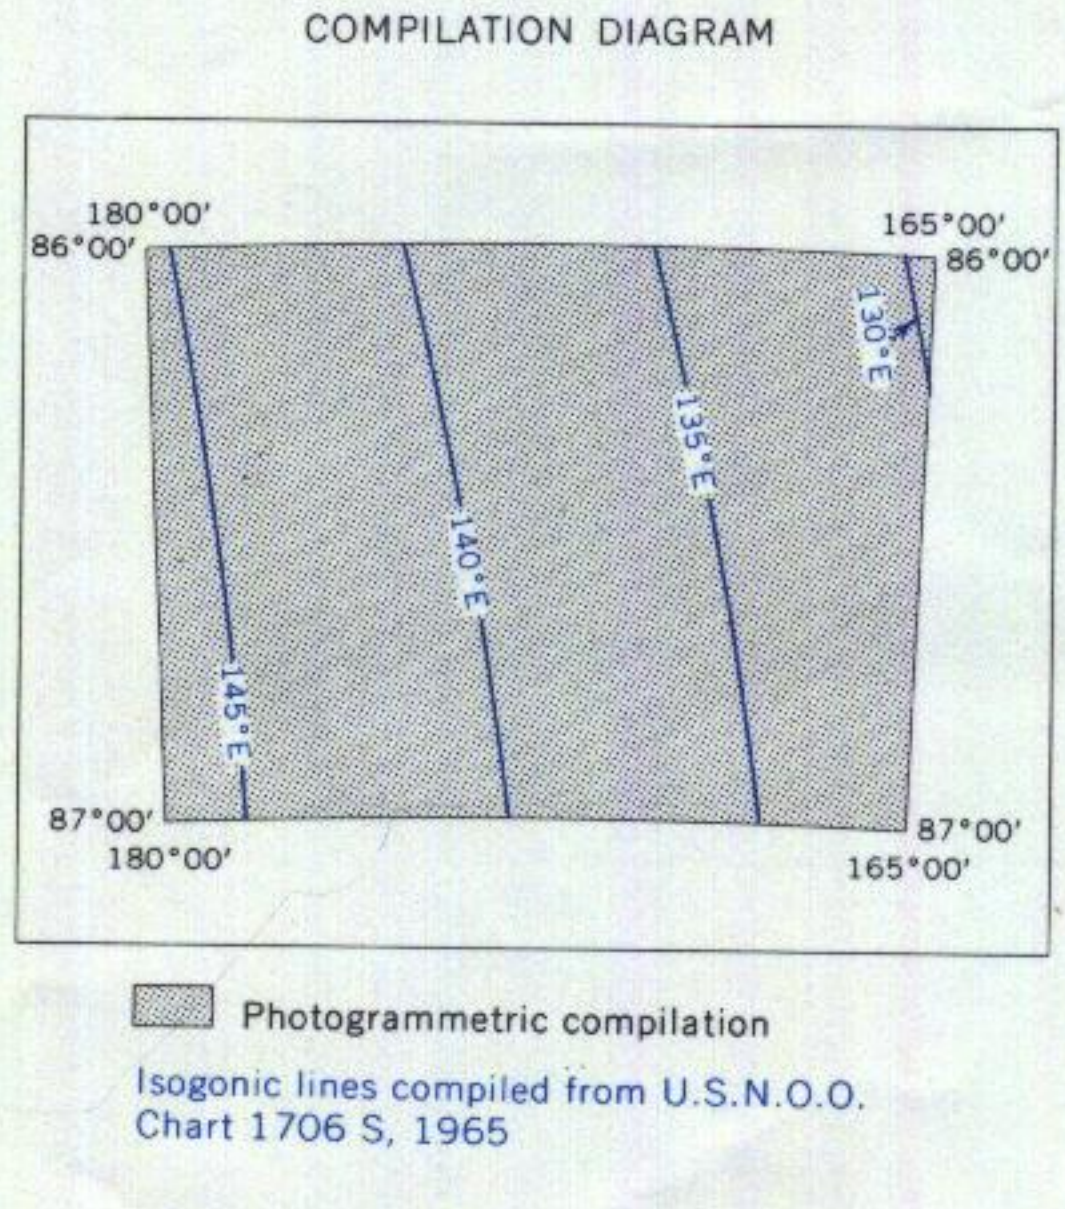 COMPILATION DIAGRAM
180°00'
165°00'
86°00'
86°00'
130°E
135°E
140°E
145°E
87°00'
87°00'
180°00'
165°00'
Photogrammetric compilation
Isogonic lines compiled from U.S.N.O.O.
Chart 1706 S, 1965